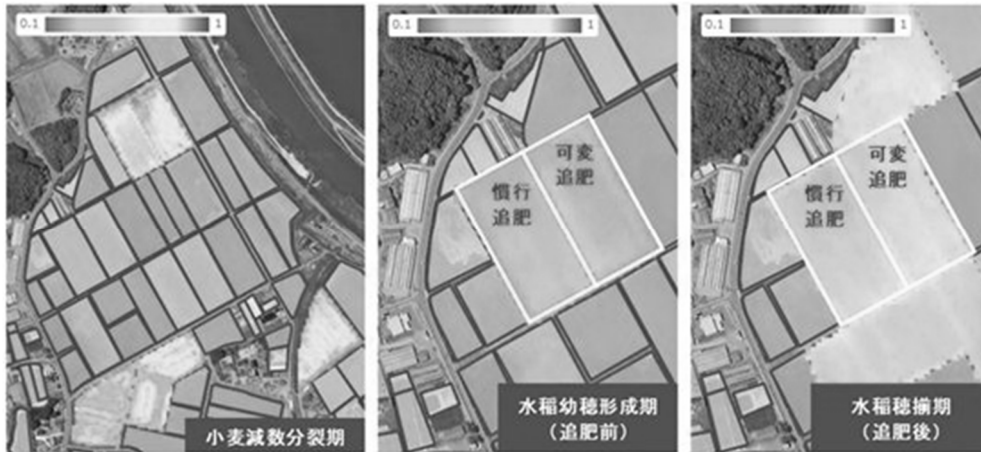 0.1 1
小麦減数分裂期
0.1 1
可変
追肥
慣行
追肥
水稲幼穂形成期
（追肥前）
0.1 1
可変
追肥
慣行
追肥
水稲穂揃期
（追肥後）